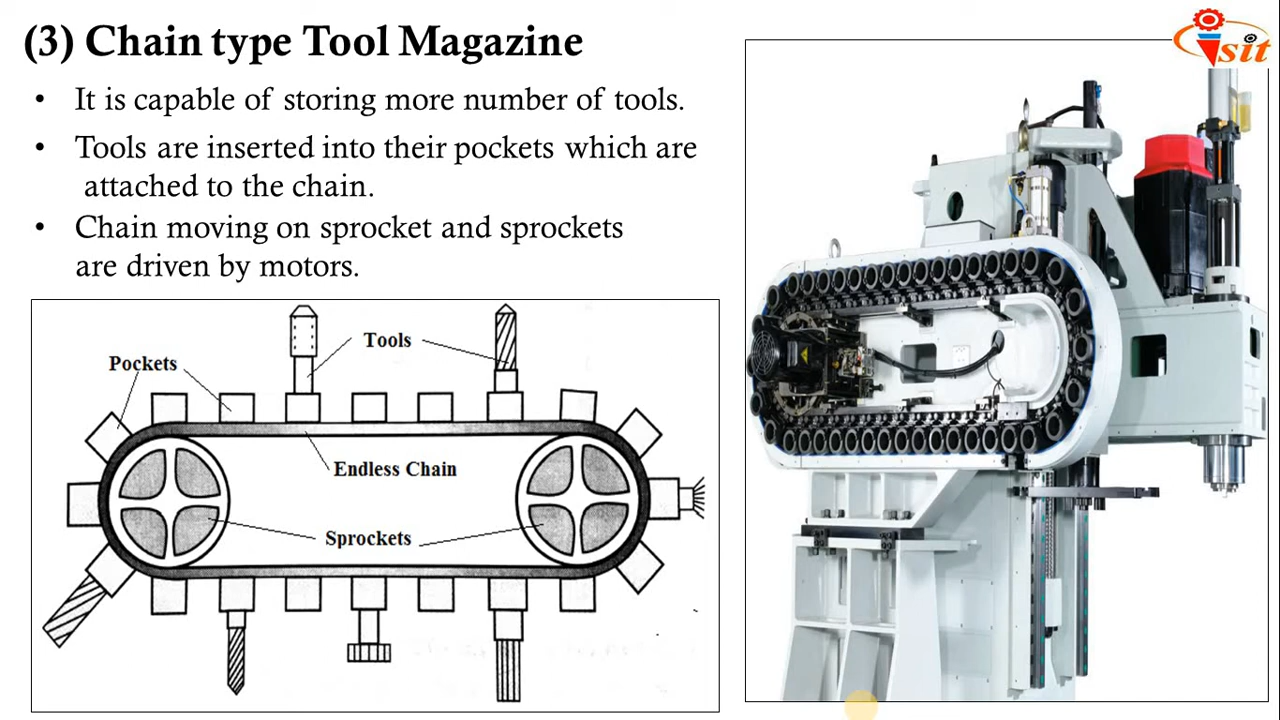 (3) Chain type Tool Magazine
• It is capable of storing more number of tools.
• Tools are inserted into their pockets which are
attached to the chain.
• Chain moving on sprocket and sprockets
are driven by motors.
Tools
Pockets
Endless Chain
Sprockets
sit